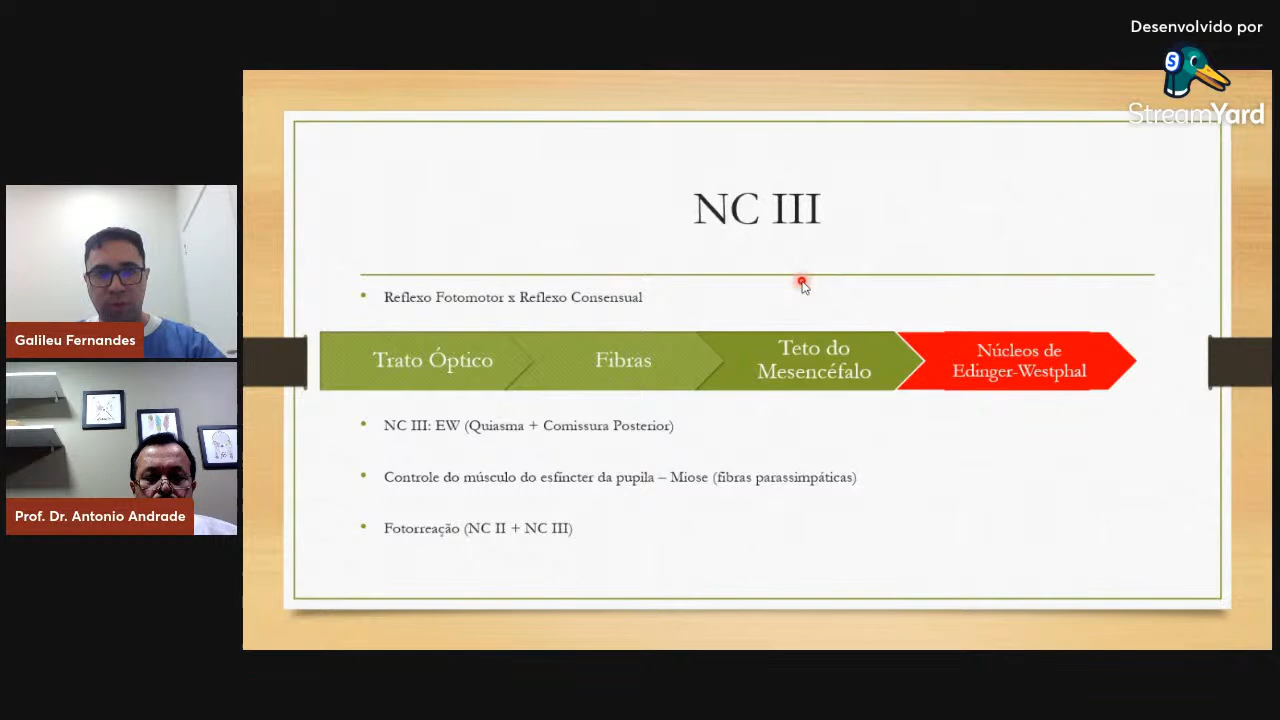 Desenvolvido por
S
StreamYard
NC III
• Reflexo Fotomotor x Reflexo Consensual
Trato Óptico
Fibras
Teto do
Mesencéfalo
Núcleos de
Edinger-Westphal
• NC III: EW (Quiasma + Comissura Posterior)
• Controle do músculo do esfíncter da pupila – Miose (fibras parassimpáticas)
• Fotorreação (NC II + NC III)
Galileu Fernandes
Prof. Dr. Antonio Andrade